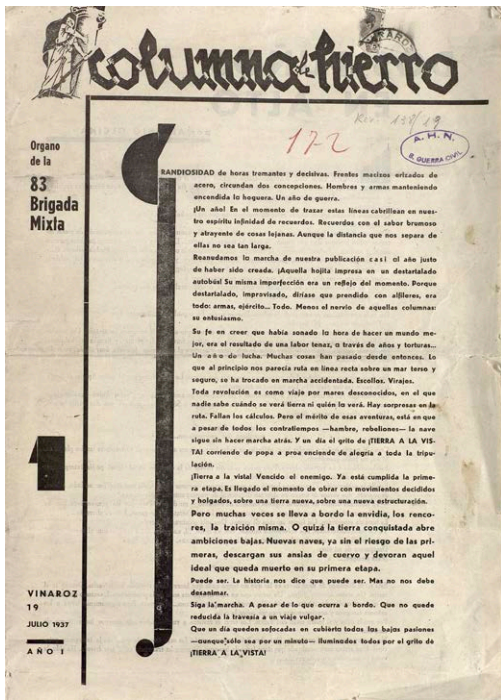 columna de hierro
Organo
de la
83
Brigada
Mixta
172
A. H. N.
S. GUERRA CIVIL
GRANDIOSIDAD de horas tremantes y decisivas. Frentes macizos erizados de
acero, circundan dos concepciones. Hombres y armas manteniendo
encendida la hoguera. Un año de guerra.
¡Un año! En el momento de trazar estas líneas cabrillean en nues-
tro espíritu infinidad de recuerdos. Recuerdos con el sabor brumoso
y atrayente de cosas lejanas. Aunque la distancia que nos separa de
ellas no sea tan larga.
Reanudamos la marcha de nuestra publicación casi al año justo
de haber sido creada. ¡Aquella hojita impresa en un destartalado
autobús! Su misma imperfección era un reflejo del momento. Porque
destartalado, improvisado, diríase que prendido con alfileres, era
todo: armas, ejército... Todo. Menos el nervio de aquellas columnas:
su entusiasmo.
Su fe en creer que había sonado la hora de hacer un mundo me-
jor, era el resultado de una labor tenaz, a través de años y torturas...
Un año de lucha. Muchas cosas han pasado desde entonces. Lo
que al principio nos parecía ruta en línea recta sobre un mar terso y
seguro, se ha trocado en marcha accidentada. Escollos. Virajes.
Toda revolución es como viaje por mares desconocidos, en el que
nadie sabe cuándo se verá tierra ni quién la verá. Hay sorpresas en la
ruta. Fallan los cálculos. Pero el mérito de esas aventuras, está en que
a pesar de todos los contratiempos —hambre, rebeliones— la nave
sigue sin hacer marcha atrás. Y un día el grito de ¡TIERRA A LA VIS-
TA! corriendo de popa a proa enciende de alegría a toda la tripu-
lación.
¡Tierra a la vista! Vencido el enemigo. Ya está cumplida la prime-
ra etapa. Es llegado el momento de obrar con movimientos decididos
y holgados, sobre una tierra nueva, sobre una nueva estructuración.
Pero muchas veces se lleva a bordo la envidia, los renco-
res, la traición misma. O quizá la tierra conquistada abre
ambiciones bajas. Nuevas naves, ya sin el riesgo de las pri-
meras, descargan sus ansias de cuervo y devoran aquel
ideal que queda muerto en su primera etapa.
Puede ser. La historia nos dice que puede ser. Mas no nos debe
desanimar.
Siga la marcha. A pesar de lo que ocurra a bordo. Que no quede
reducida la travesía a un viaje vulgar.
Que un día queden sofocadas en cubierta todas las bajas pasiones
—aunque sólo sea por un minuto— iluminados todos por el grito de
¡TIERRA A LA VISTA!
1
VINAROZ
19
JULIO 1937
AÑO I